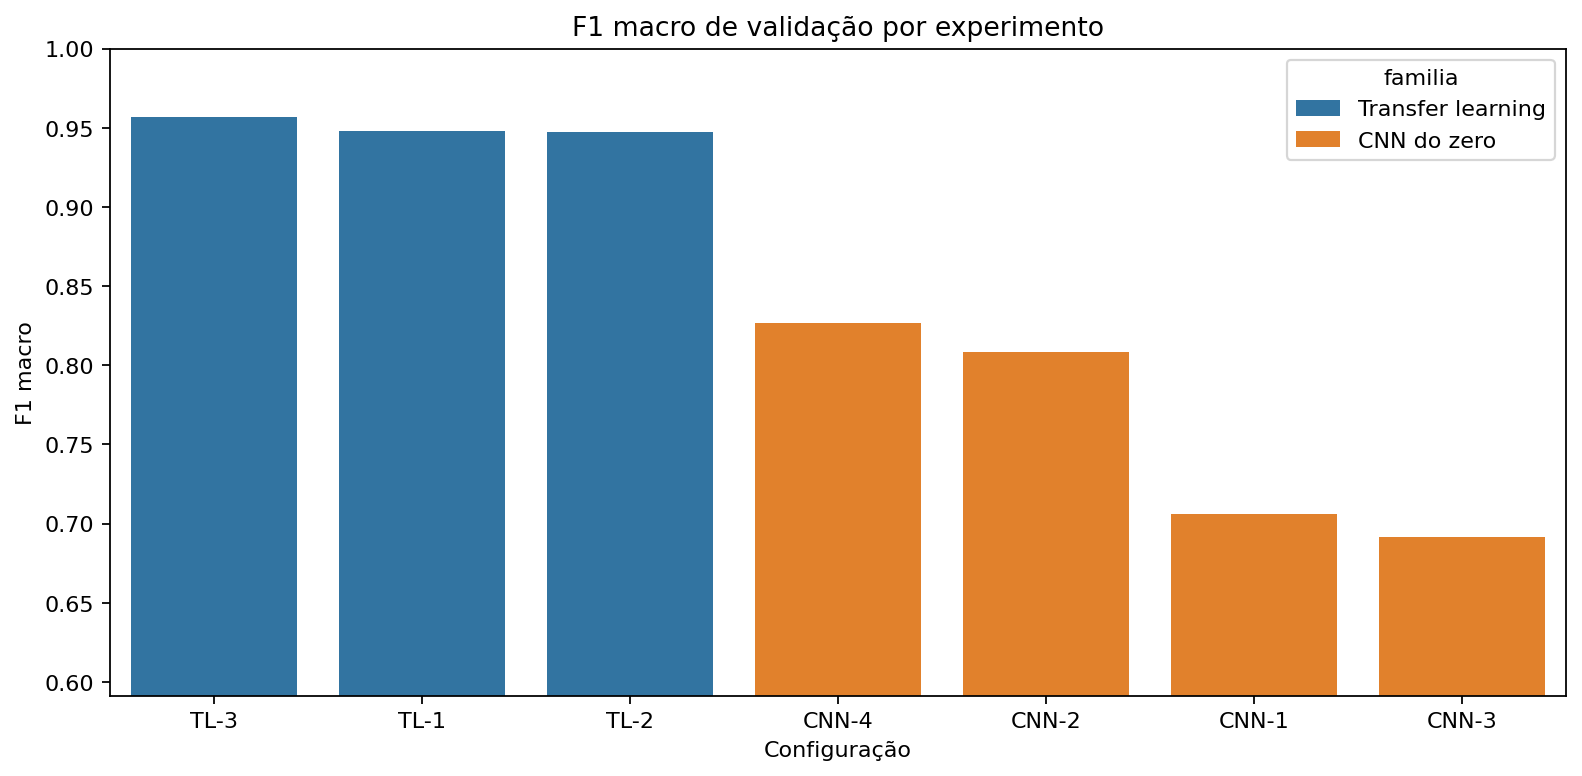 F1 macro de validação por experimento
1.00
0.95
0.90
0.85
0.80
0.75
0.70
0.65
0.60
F1 macro
familia
Transfer learning
CNN do zero
TL-3 TL-1 TL-2 CNN-4 CNN-2 CNN-1 CNN-3
Configuração